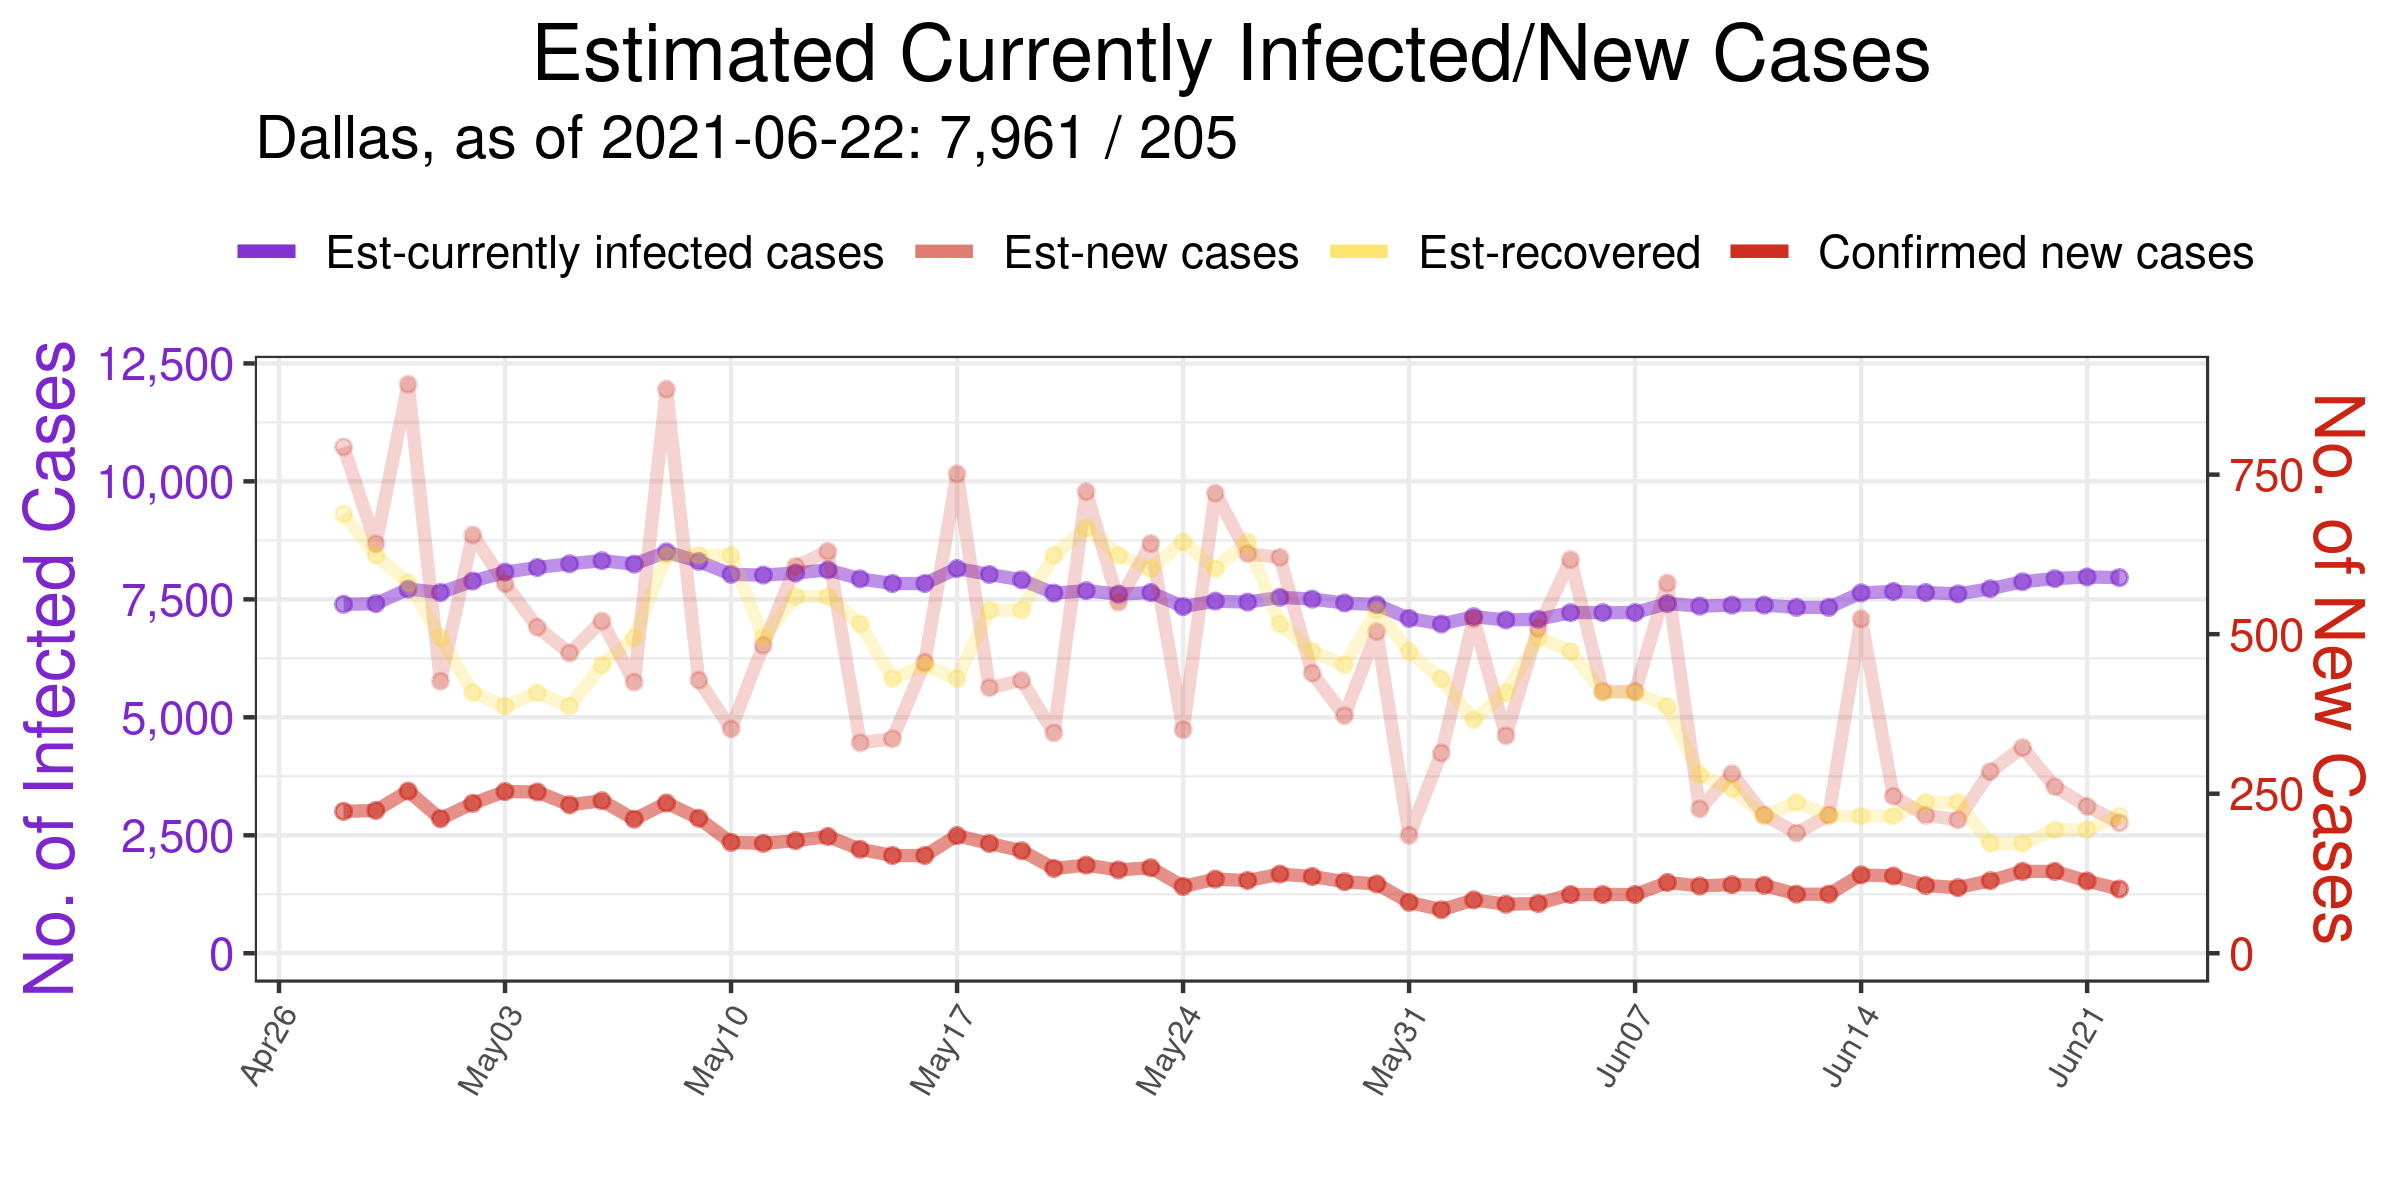 Estimated Currently Infected/New Cases
Dallas, as of 2021-06-22: 7,961 / 205
Est-currently infected cases
Est-new cases
Est-recovered
Confirmed new cases
No. of Infected Cases
12,500
10,000
7,500
5,000
2,500
0
No. of New Cases
750
500
250
0
Apr26
May03
May10
May17
May24
May31
Jun07
Jun14
Jun21